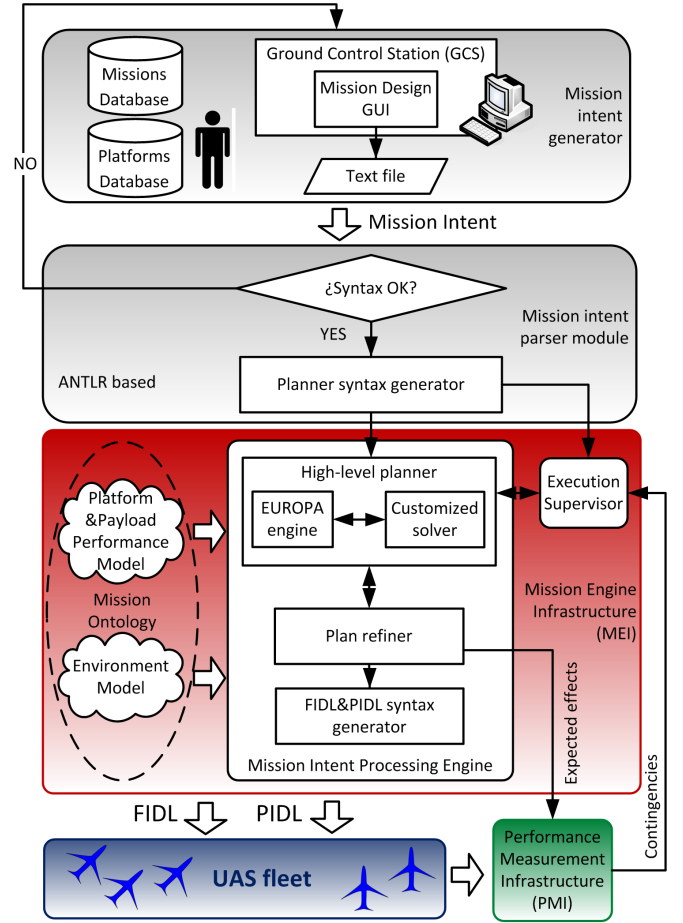 Ground Control Station (GCS)
Missions
Database
Mission Design
GUI
Mission
intent
generator
Platforms
Database
NO
Text file
Mission Intent
¿Syntax OK?
YES
Mission intent
parser module
ANTLR based
Planner syntax generator
High-level planner
EUROPA
engine
Customized
solver
Execution
Supervisor
Platform
&Payload
Performance
Model
Mission
Ontology
Environment
Model
Mission Engine
Infrastructure
(MEI)
Plan refiner
FIDL&PIDL syntax
generator
Mission Intent Processing Engine
Expected effects
Contingencies
FIDL
PIDL
UAS fleet
Performance
Measurement
Infrastructure
(PMI)